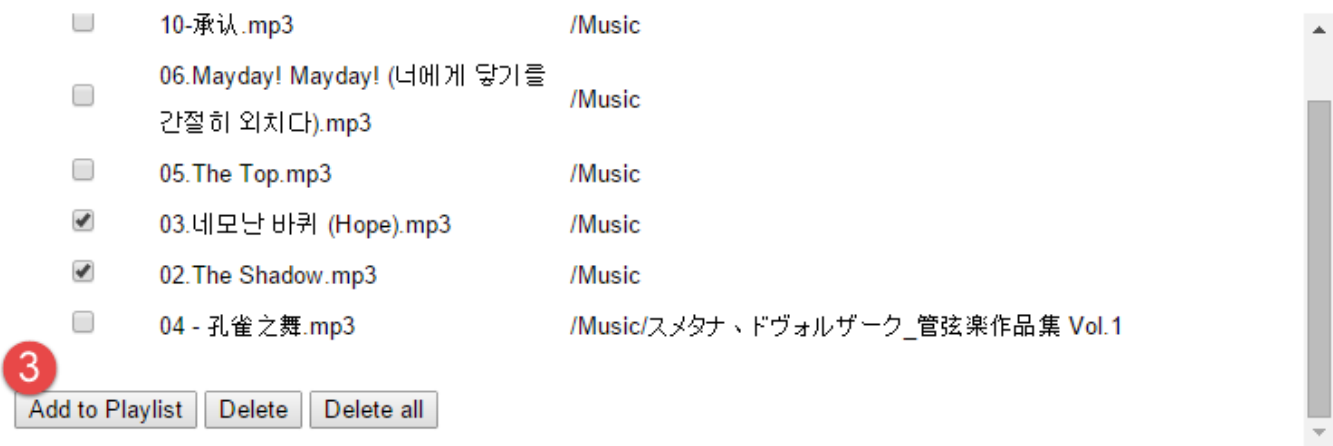 10-承认.mp3 /Music
06.Mayday! Mayday! (너에게 닿기를
간절히 외치다).mp3 /Music
05.The Top.mp3 /Music
03.네모난 바퀴 (Hope).mp3 /Music
02.The Shadow.mp3 /Music
04 - 孔雀之舞.mp3 /Music/スメタナ、ドヴォルザーク_管弦楽作品集 Vol.1
3
Add to Playlist Delete Delete all